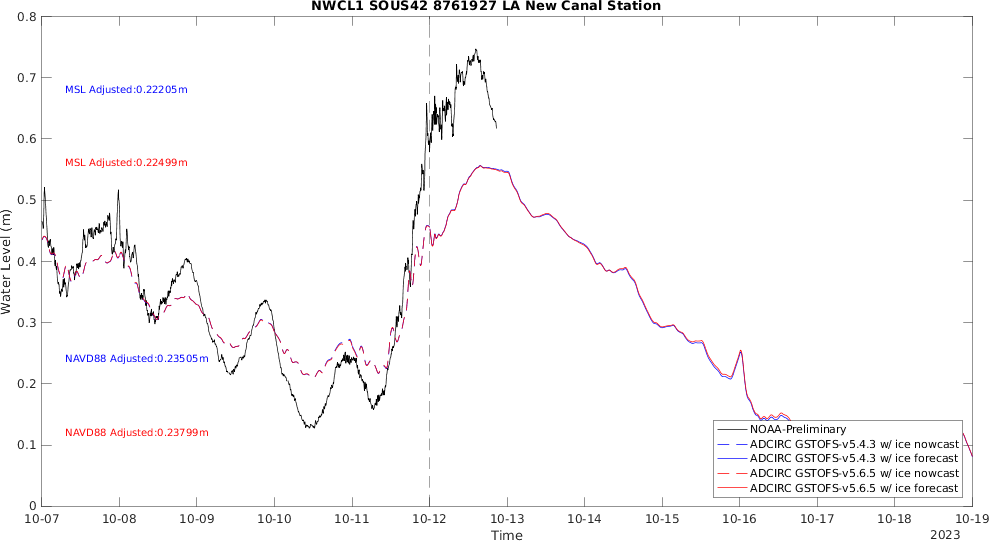 NWCL1 SOUS42 8761927 LA New Canal Station
0.8
0.7
0.6
0.5
0.4
0.3
0.2
0.1
0
Water Level (m)
MSL Adjusted:0.22205m
MSL Adjusted:0.22499m
NAVD88 Adjusted:0.23505m
NAVD88 Adjusted:0.23799m
NOAA-Preliminary
ADCIRC GSTOFS-v5.4.3 w/ ice nowcast
ADCIRC GSTOFS-v5.4.3 w/ ice forecast
ADCIRC GSTOFS-v5.6.5 w/ ice nowcast
ADCIRC GSTOFS-v5.6.5 w/ ice forecast
10-07 10-08 10-09 10-10 10-11 10-12 10-13 10-14 10-15 10-16 10-17 10-18 10-19
Time
2023